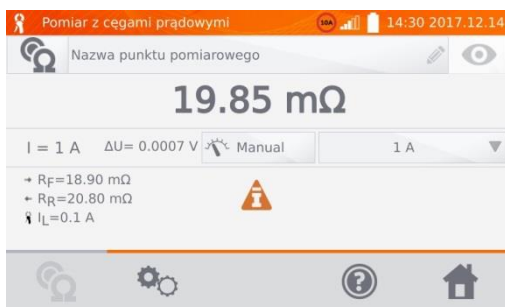 Pomiar z cęgami prądowymi 10A 14:30 2017.12.14
Nazwa punktu pomiarowego
19.85 mΩ
I = 1 A ΔU= 0.0007 V Manual 1 A
→ RF=18.90 mΩ
← RR=20.80 mΩ
IL=0.1 A